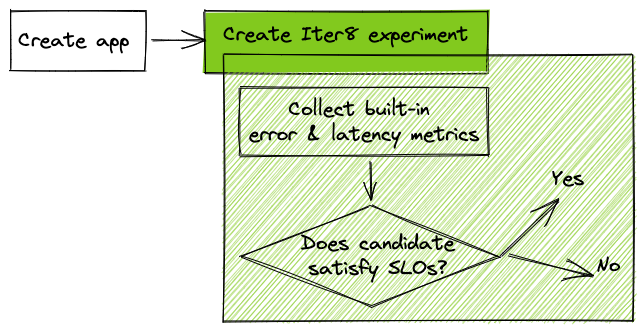 Create app
Create Iter8 experiment
Collect built-in
error & latency metrics
Does candidate
satisfy SLOs?
Yes
No